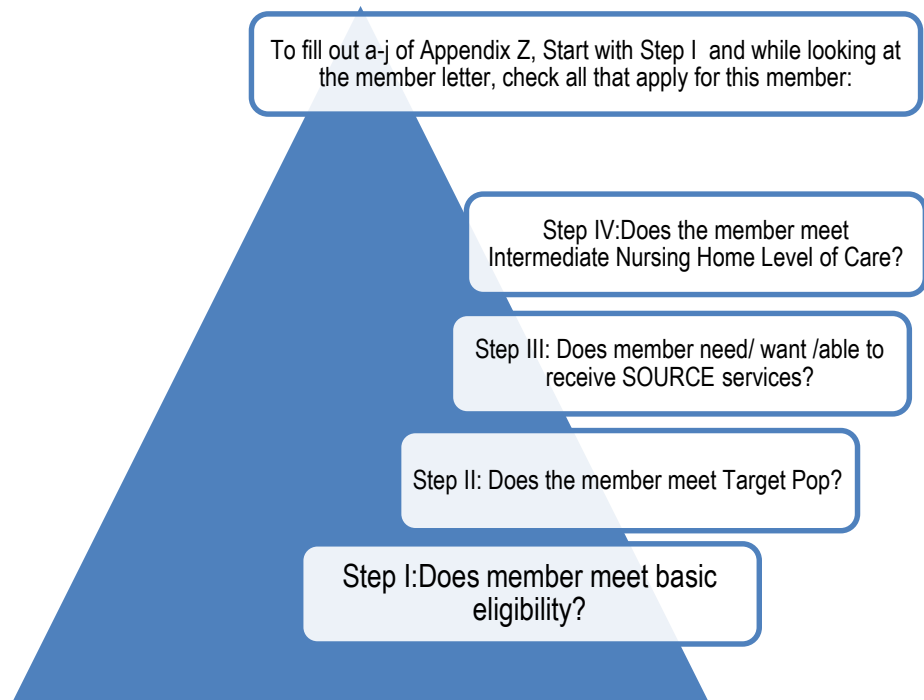 To fill out a-j of Appendix Z, Start with Step I and while looking at
the member letter, check all that apply for this member:
Step IV:Does the member meet
Intermediate Nursing Home Level of Care?
Step III: Does member need/ want /able to
receive SOURCE services?
Step II: Does the member meet Target Pop?
Step I:Does member meet basic
eligibility?